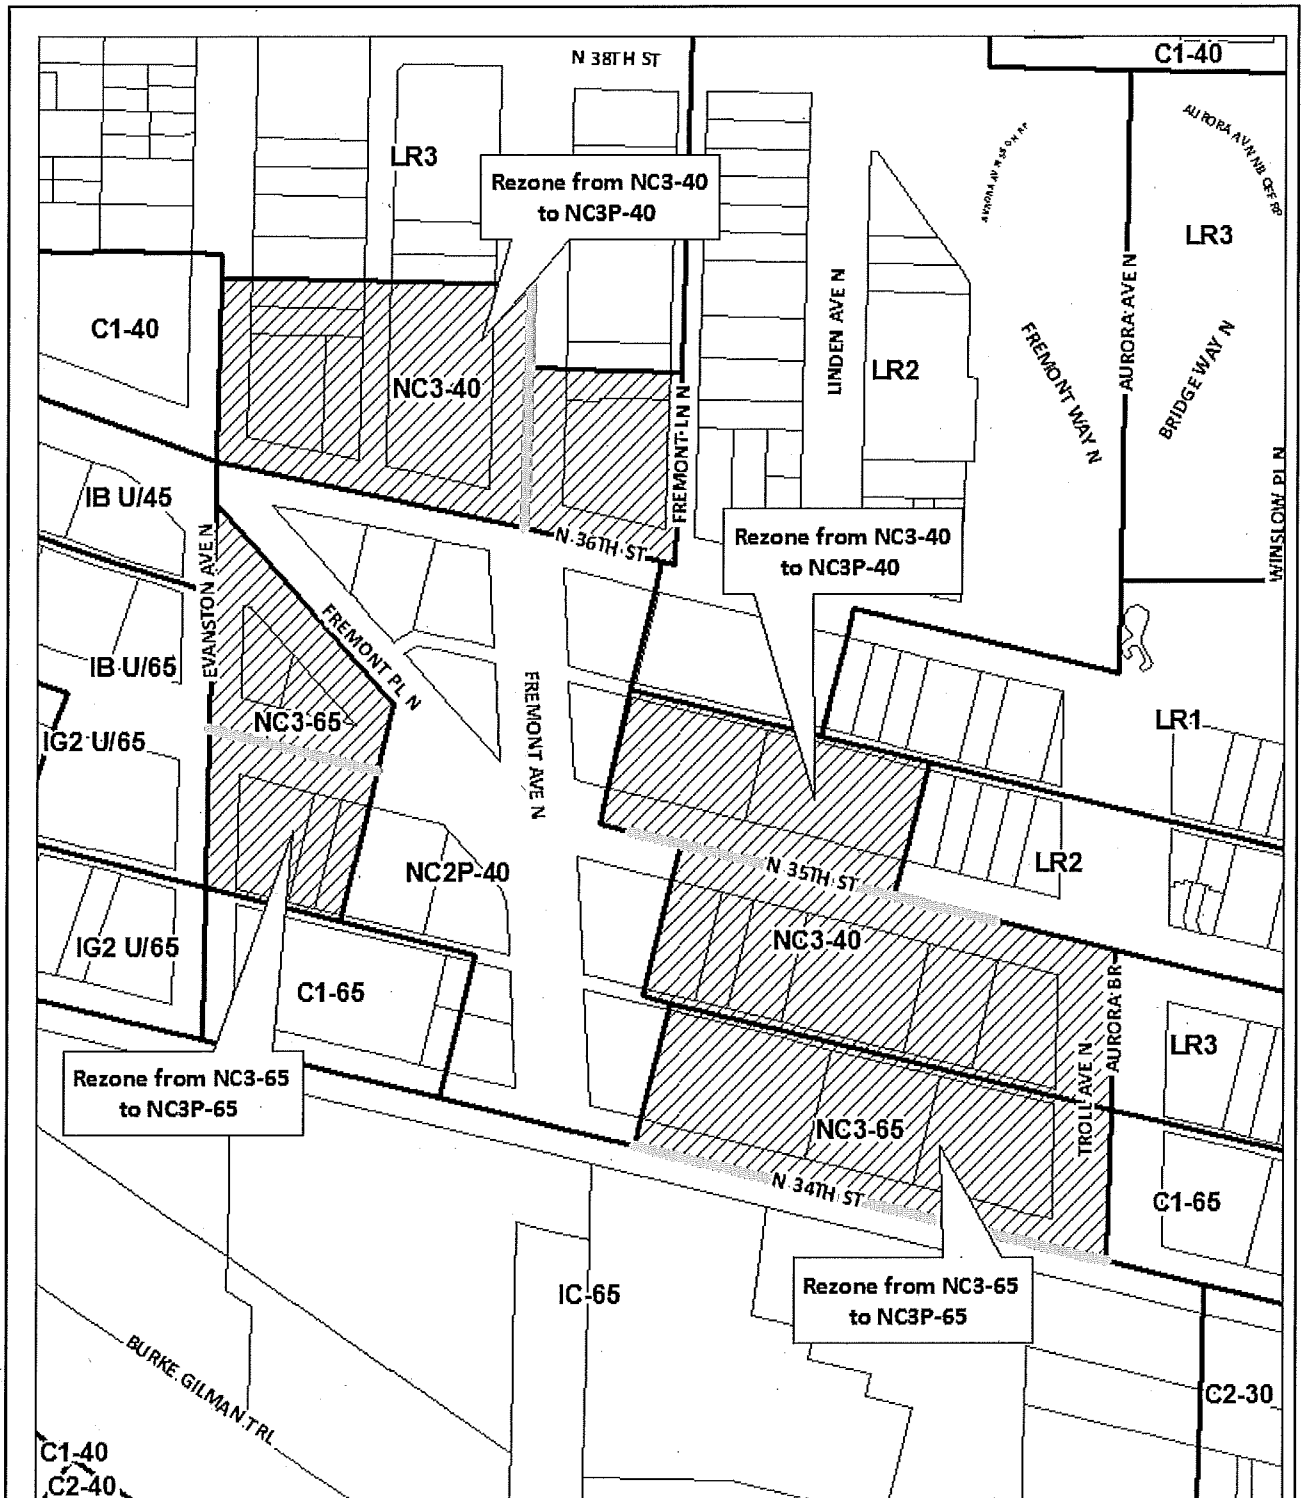 N 38TH ST
C1-40
AURORA AV N NB OFF RP
LR3
Rezone from NC3-40
to NC3P-40
LR3
C1-40
NC3-40
LINDEN AVE N
LR2
FREMONT WAY N
AURORA AVE N
BRIDGE WAY N
FREMONT LN N
WINSLOW PL N
IB U/45
N 36TH ST
Rezone from NC3-40
to NC3P-40
EVANSTON AVE N
FREMONT PL N
IB U/65
NC3-65
FREMONT AVE N
IG2 U/65
LR1
NC2P-40
N 35TH ST
LR2
IG2 U/65
NC3-40
C1-65
AURORA BR
LR3
Rezone from NC3-65
to NC3P-65
NC3-65
TROLL AVE N
N 34TH ST
C1-65
IC-65
Rezone from NC3-65
to NC3P-65
BURKE GILMAN TRL
C2-30
C1-40
C2-40